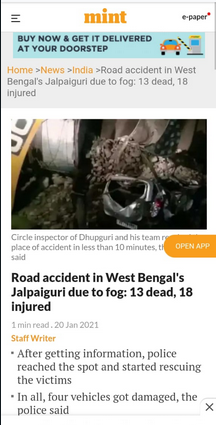 mint
e-paper
BUY NOW & GET IT DELIVERED
AT YOUR DOORSTEP
Home >News >India >Road accident in West
Bengal's Jalpaiguri due to fog: 13 dead, 18
injured
Circle inspector of Dhupguri and his team re
place of accident in less than 10 minutes, th
said
OPEN APP
Road accident in West Bengal's
Jalpaiguri due to fog: 13 dead, 18
injured
1 min read . 20 Jan 2021
Staff Writer
• After getting information, police
reached the spot and started rescuing
the victims
• In all, four vehicles got damaged, the
police said